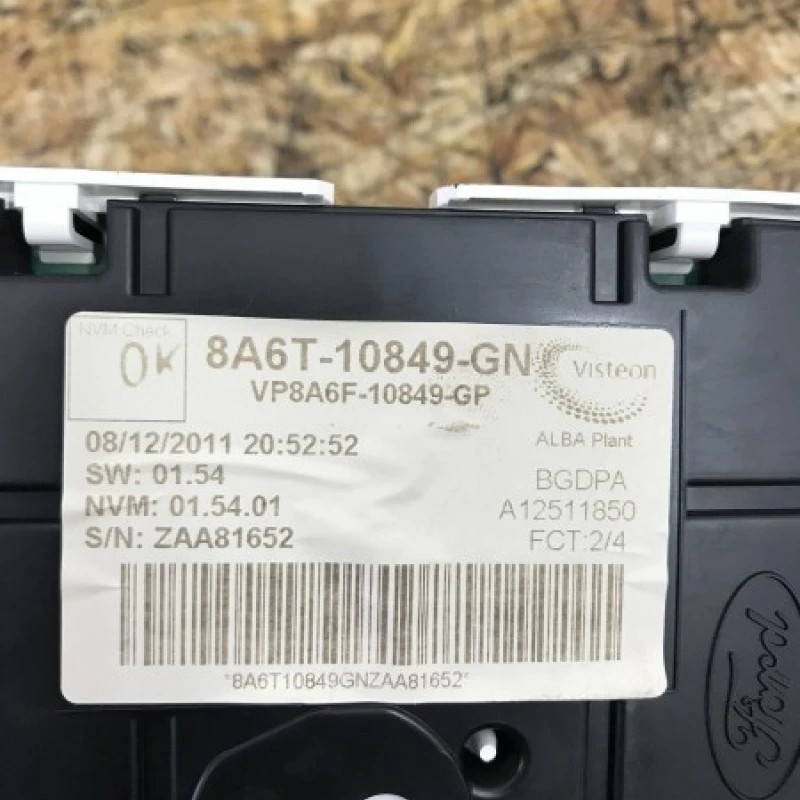 NVM Check
OK
8A6T-10849-GN
VP8A6F-10849-GP
Visteon
ALBA Plant
08/12/2011 20:52:52
SW: 01.54
NVM: 01.54.01
S/N: ZAA81652
BGDPA
A12511850
FCT:2/4
*8A6T10849GNZAA81652*
Ford